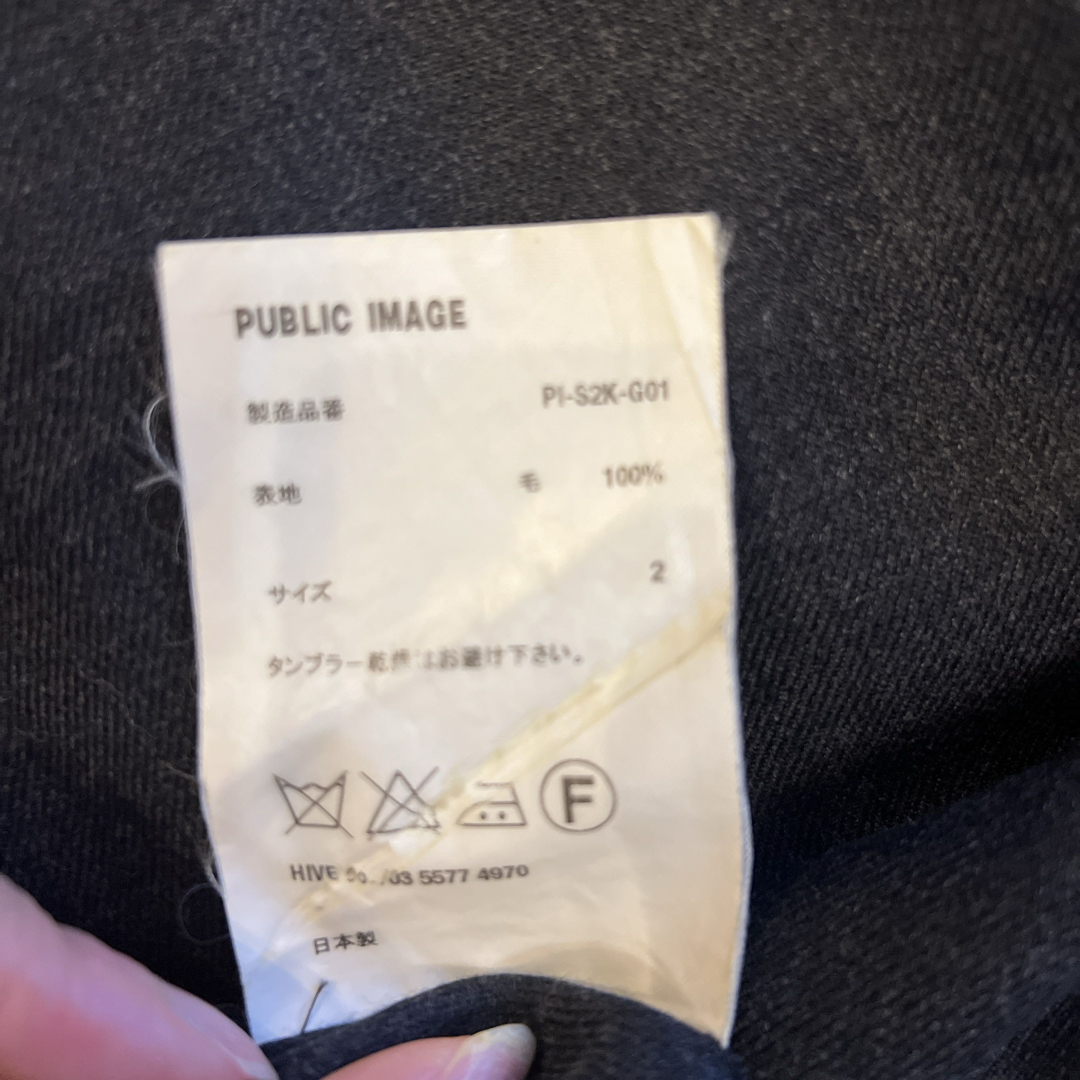 PUBLIC IMAGE
製造品番 PI-S2K-G01
表地 毛 100%
サイズ 2
タンブラー乾燥はお避け下さい。
F
HIVE Co., /03 5577 4970
日本製